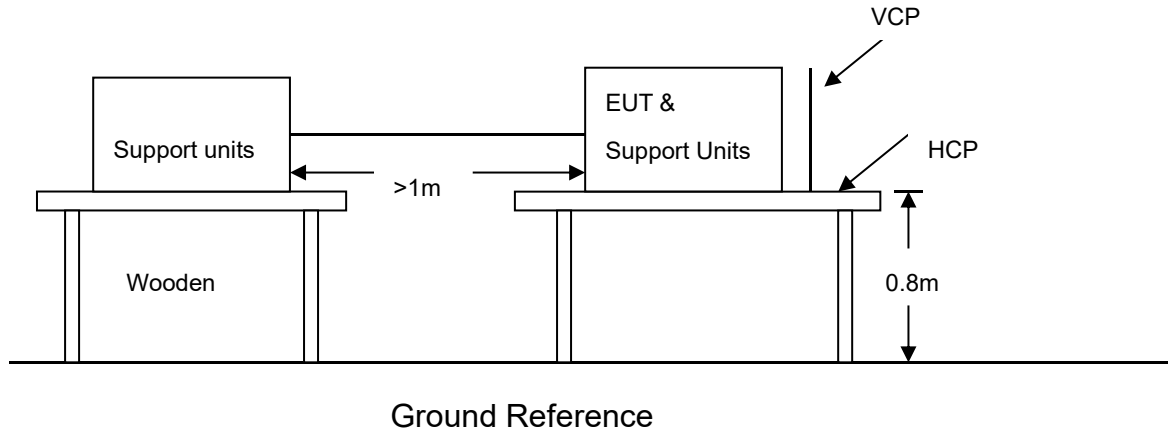 VCP
EUT &
Support units
Support Units
HCP
>1m
Wooden
0.8m
Ground Reference